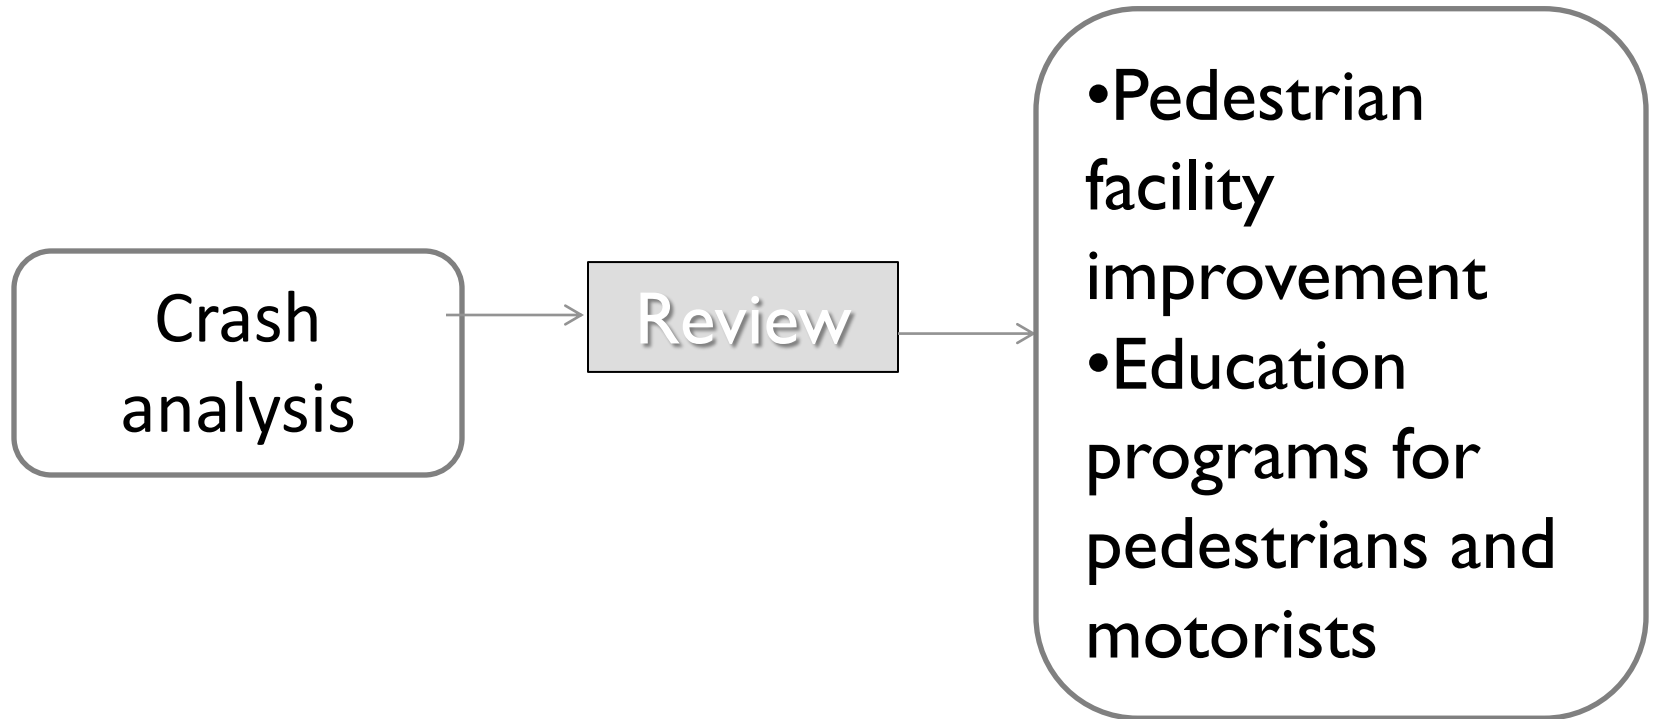 Crash
analysis
Review
•Pedestrian
facility
improvement
•Education
programs for
pedestrians and
motorists